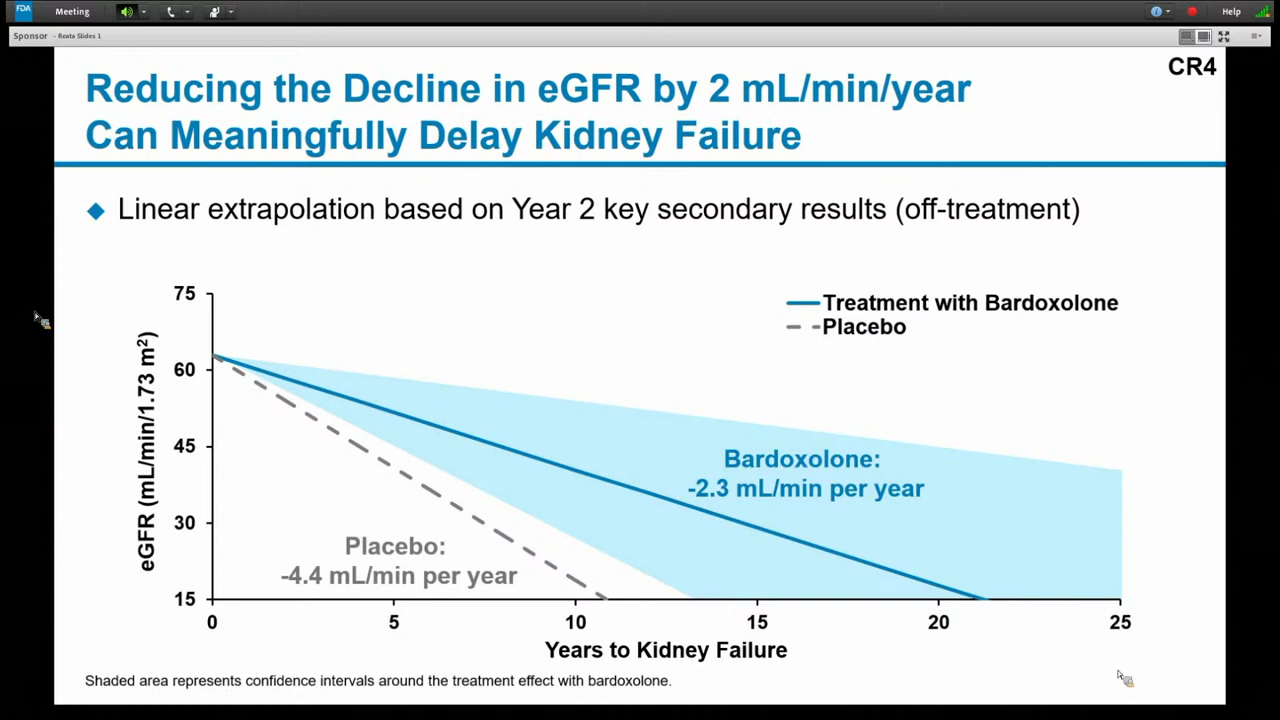 FDA
Meeting
Help
Sponsor - Reata Slides 1
CR4
Reducing the Decline in eGFR by 2 mL/min/year
Can Meaningfully Delay Kidney Failure
Linear extrapolation based on Year 2 key secondary results (off-treatment)
Treatment with Bardoxolone
Placebo
eGFR (mL/min/1.73 m²)
75
60
45
30
15
Bardoxolone:
-2.3 mL/min per year
Placebo:
-4.4 mL/min per year
0 5 10 15 20 25
Years to Kidney Failure
Shaded area represents confidence intervals around the treatment effect with bardoxolone.